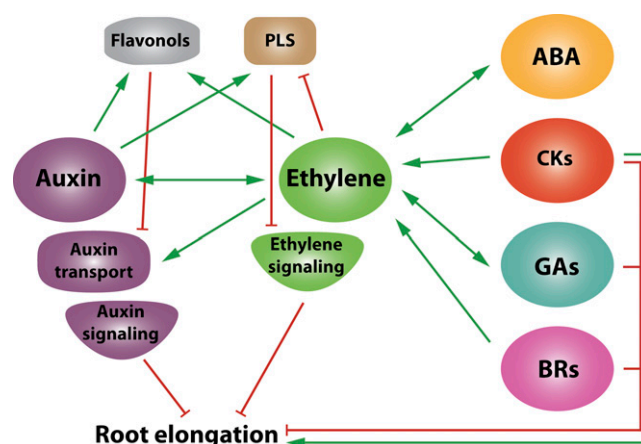 Flavonols
PLS
ABA
CKs
Auxin
Ethylene
Auxin
transport
Ethylene
signaling
GAs
Auxin
signaling
BRs
Root elongation